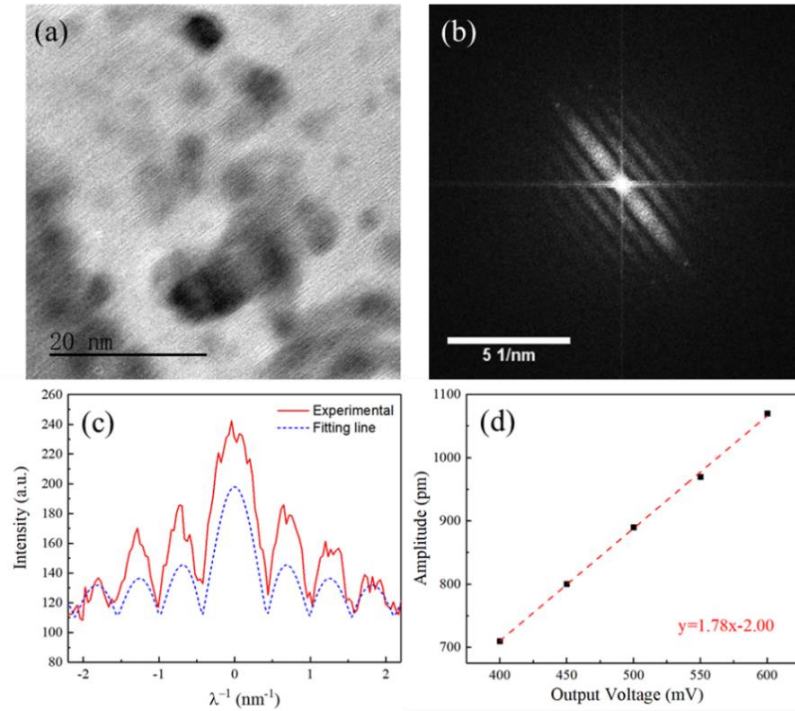 (a)
20 nm
(b)
5 1/nm
(c)
Experimental
Fitting line
260
240
220
200
180
160
140
120
100
80
Intensity (a.u.)
-2
-1
0
1
2
λ⁻¹ (nm⁻¹)
(d)
1100
1000
900
800
700
Amplitude (pm)
y=1.78x-2.00
400
450
500
550
600
Output Voltage (mV)